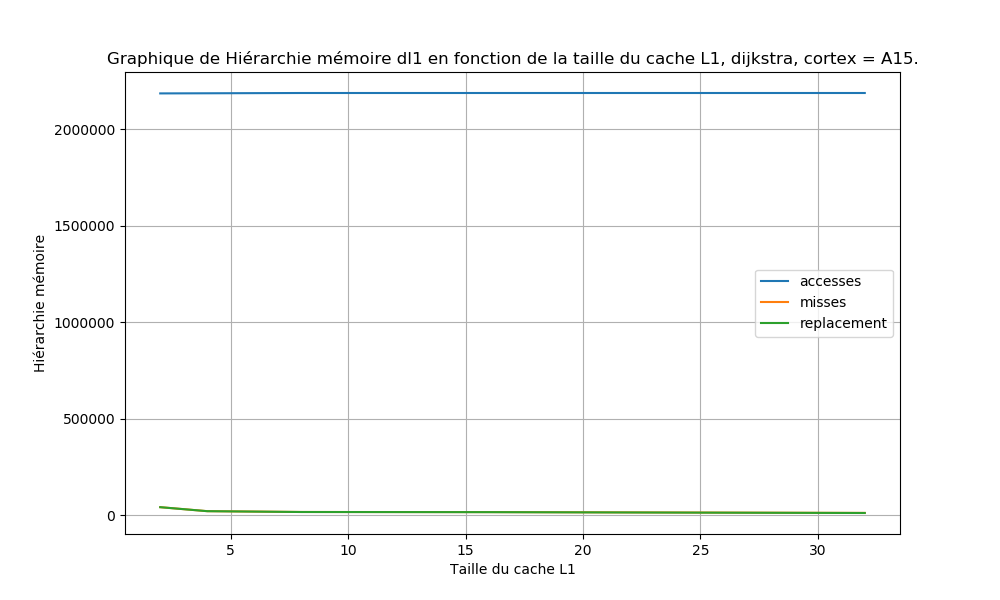 Graphique de Hiérarchie mémoire dl1 en fonction de la taille du cache L1, dijkstra, cortex = A15.
2000000
1500000
1000000
500000
0
Hiérarchie mémoire
accesses
misses
replacement
5 10 15 20 25 30
Taille du cache L1